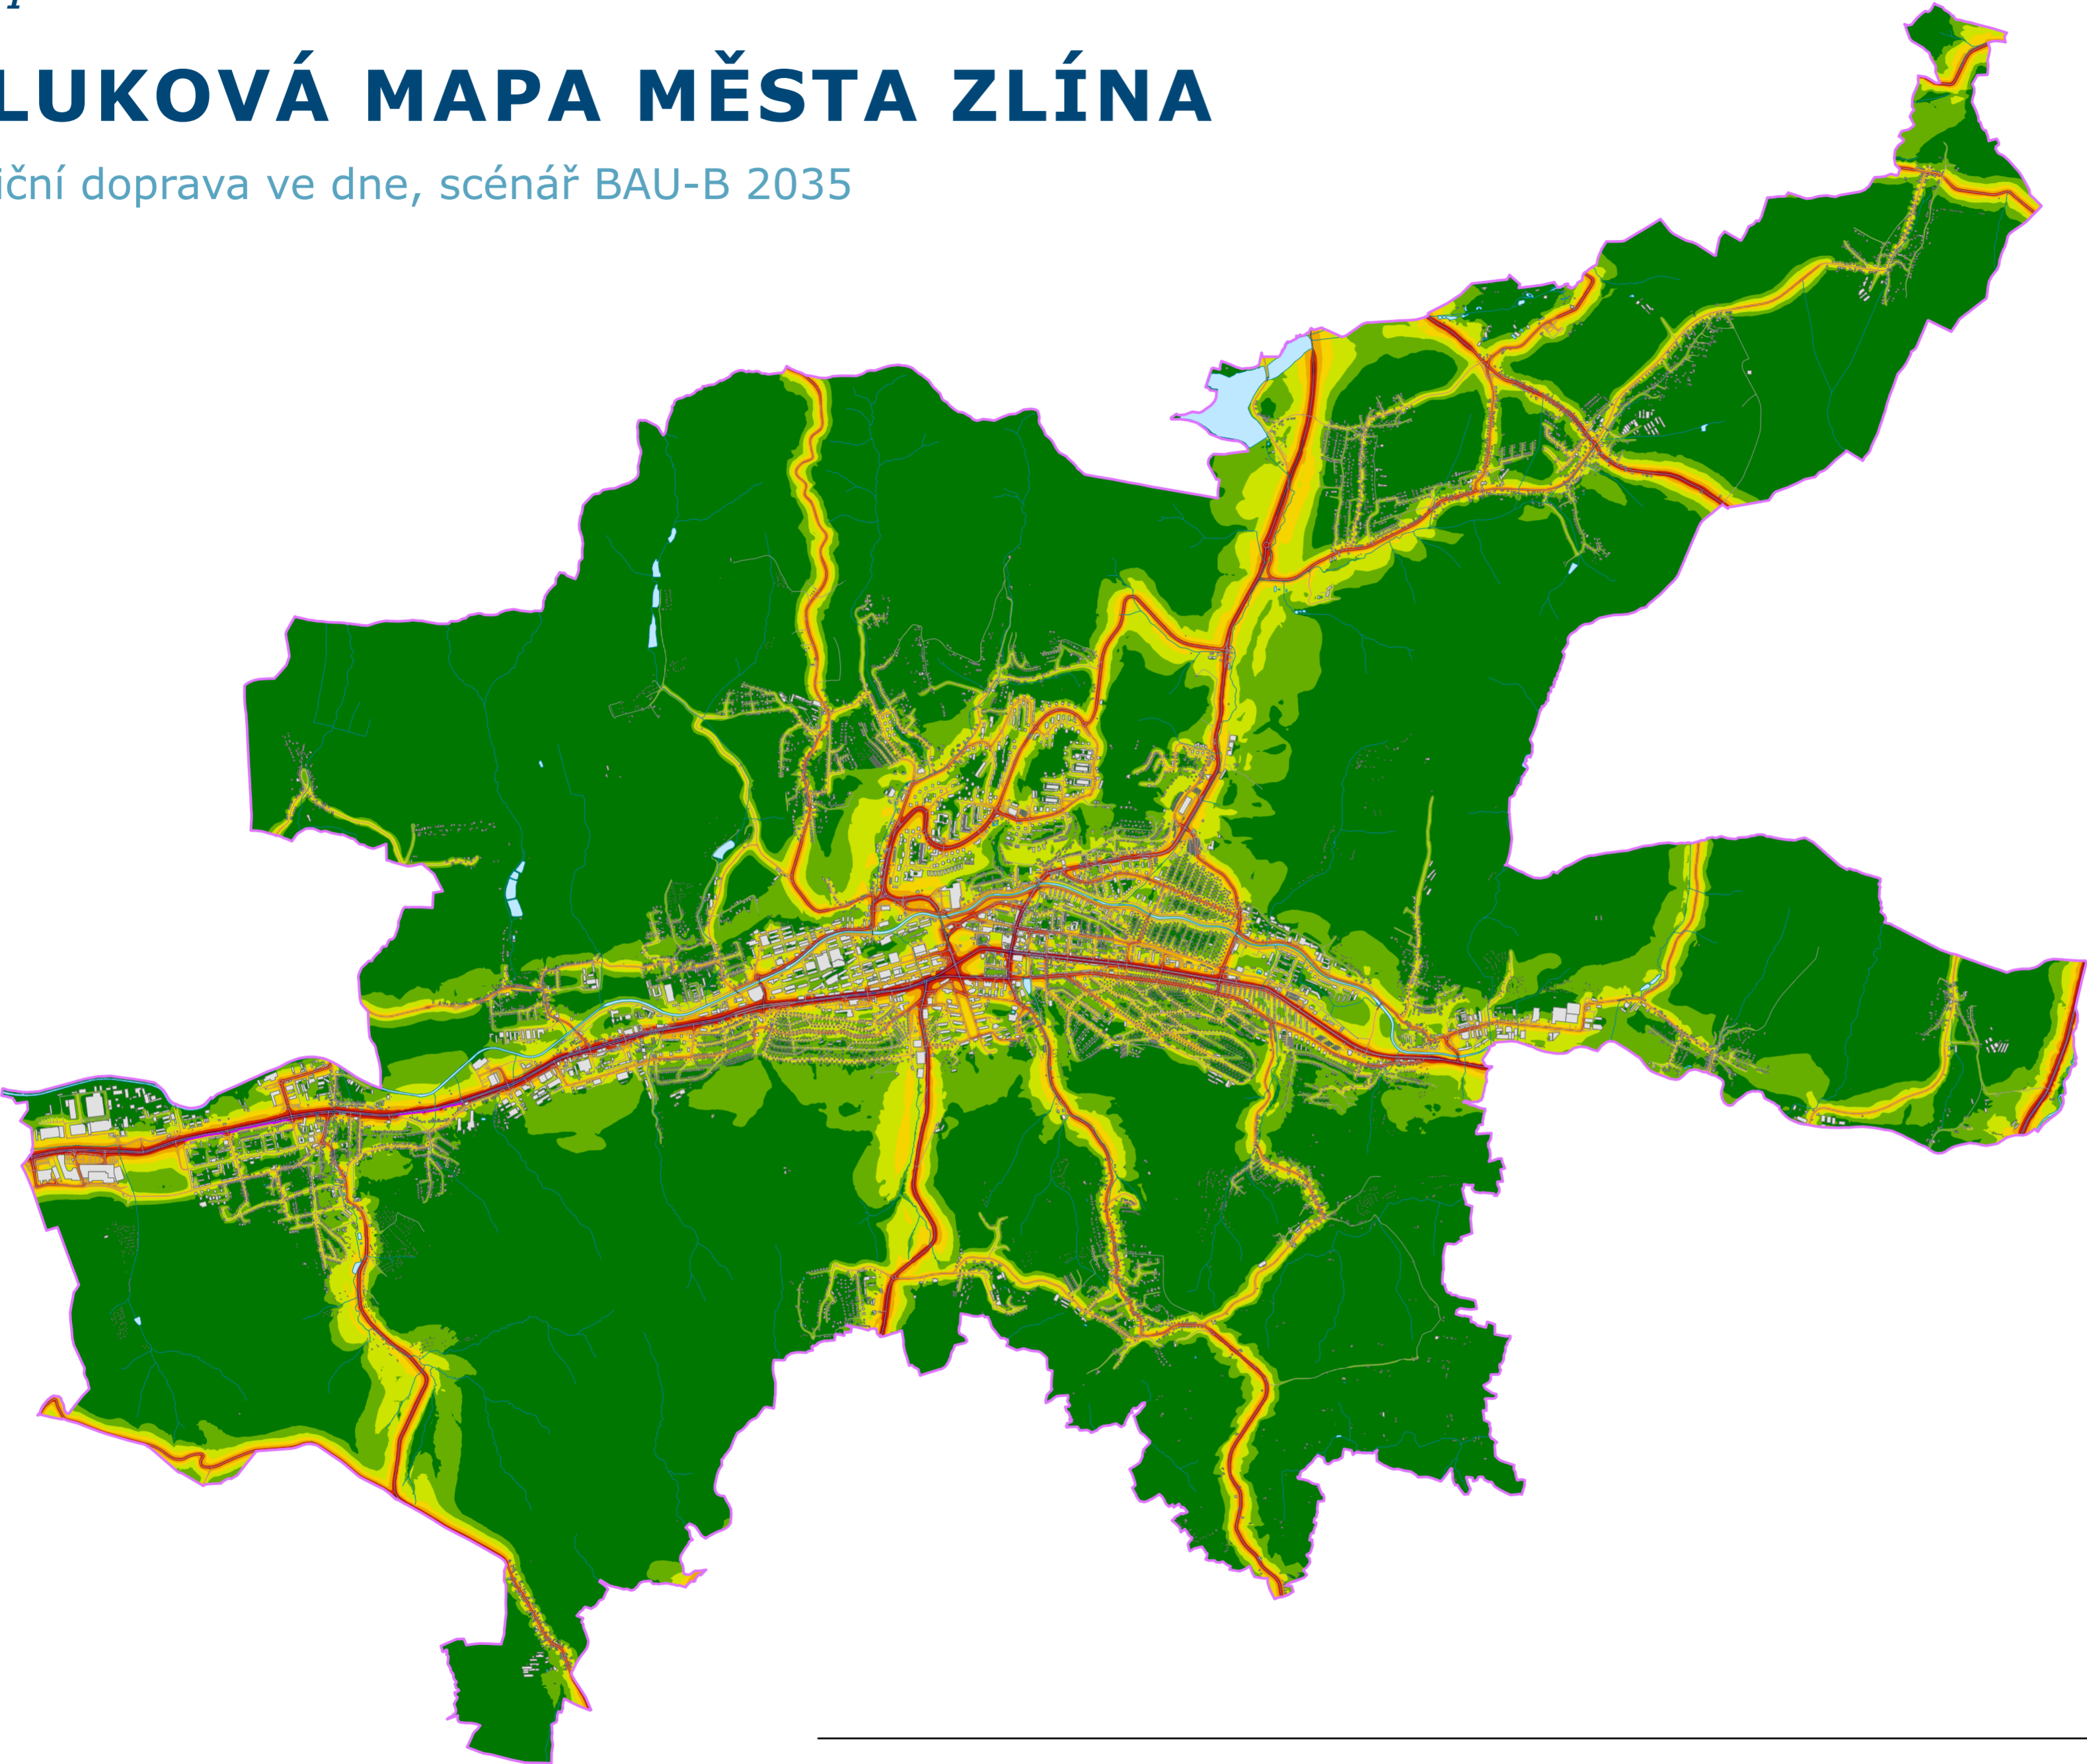 LUKOVÁ MAPA MĚSTA ZLÍNA
iční doprava ve dne, scénář BAU-B 2035